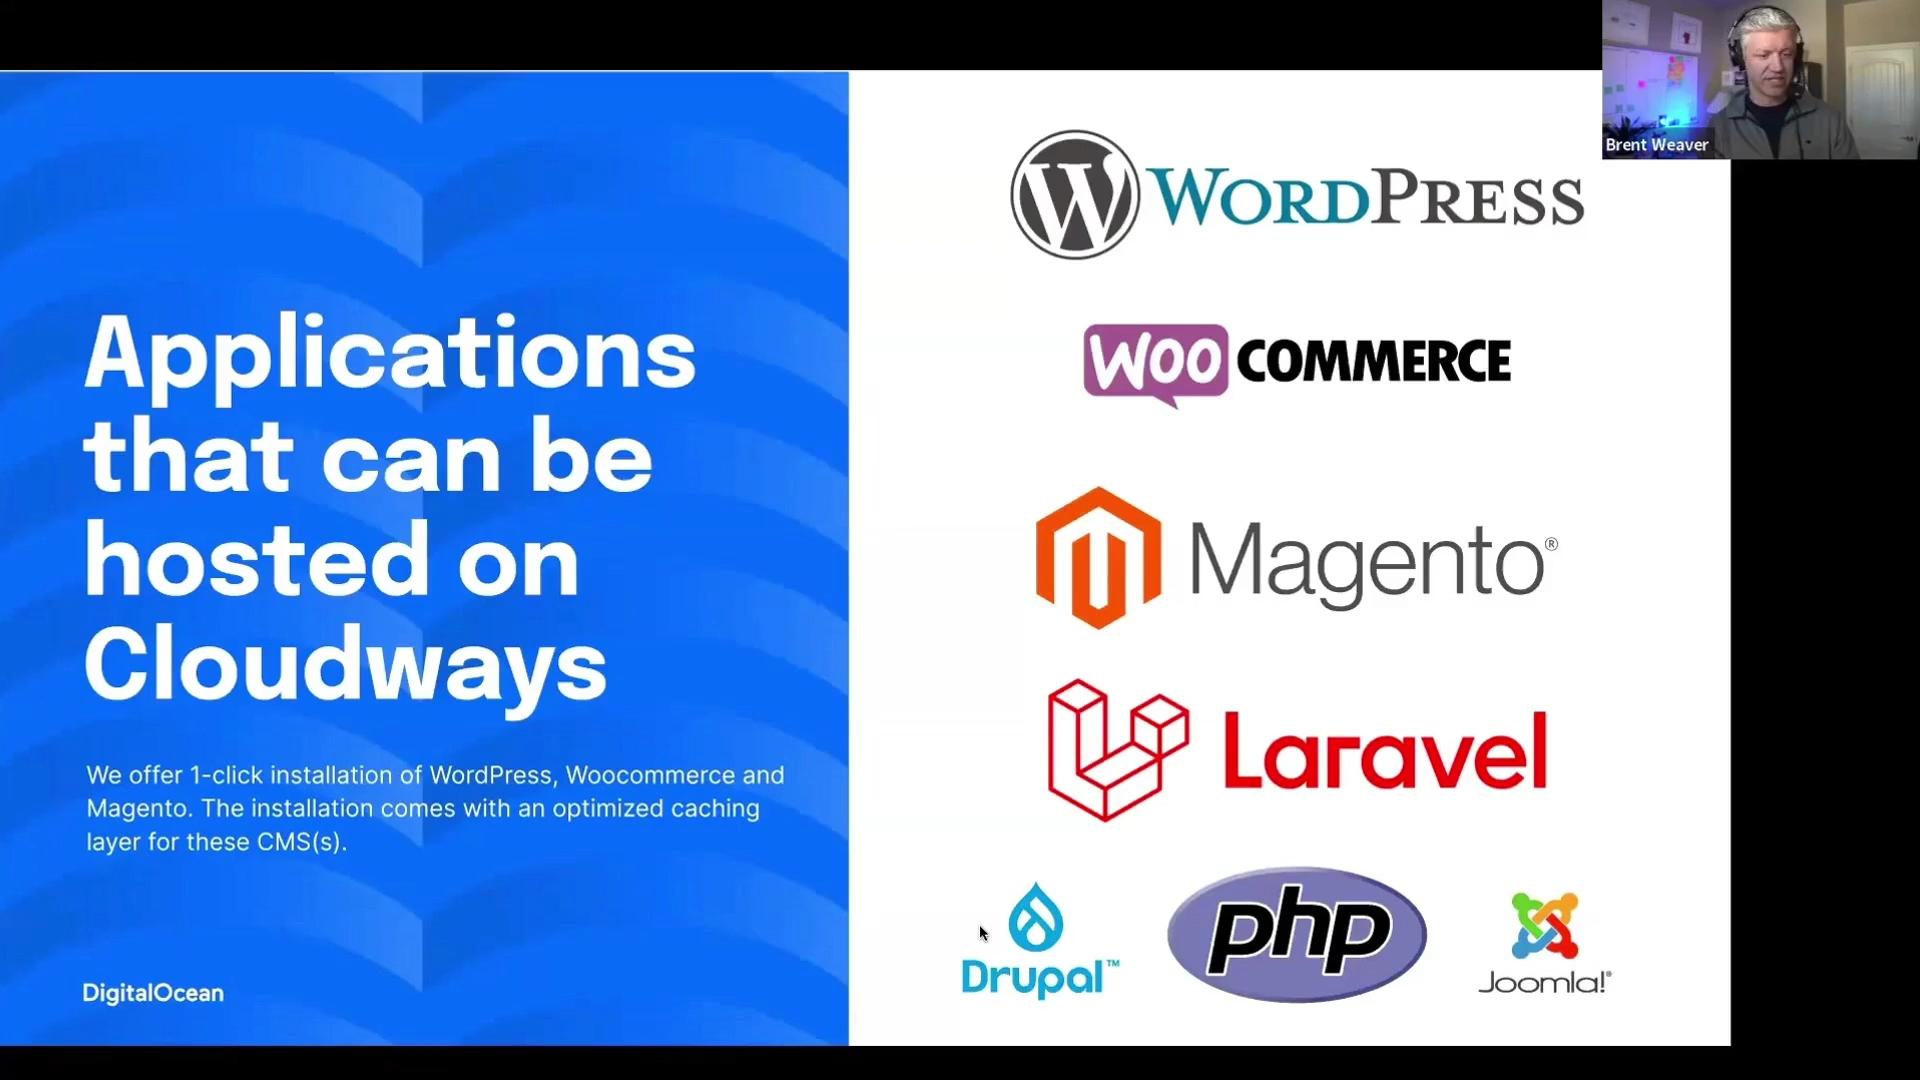 Brent Weaver
Applications
that can be
hosted on
Cloudways
We offer 1-click installation of WordPress, Woocommerce and
Magento. The installation comes with an optimized caching
layer for these CMS(s).
DigitalOcean
W WORDPRESS
WOO COMMERCE
Magento®
Laravel
Drupal™
php
Joomla!®